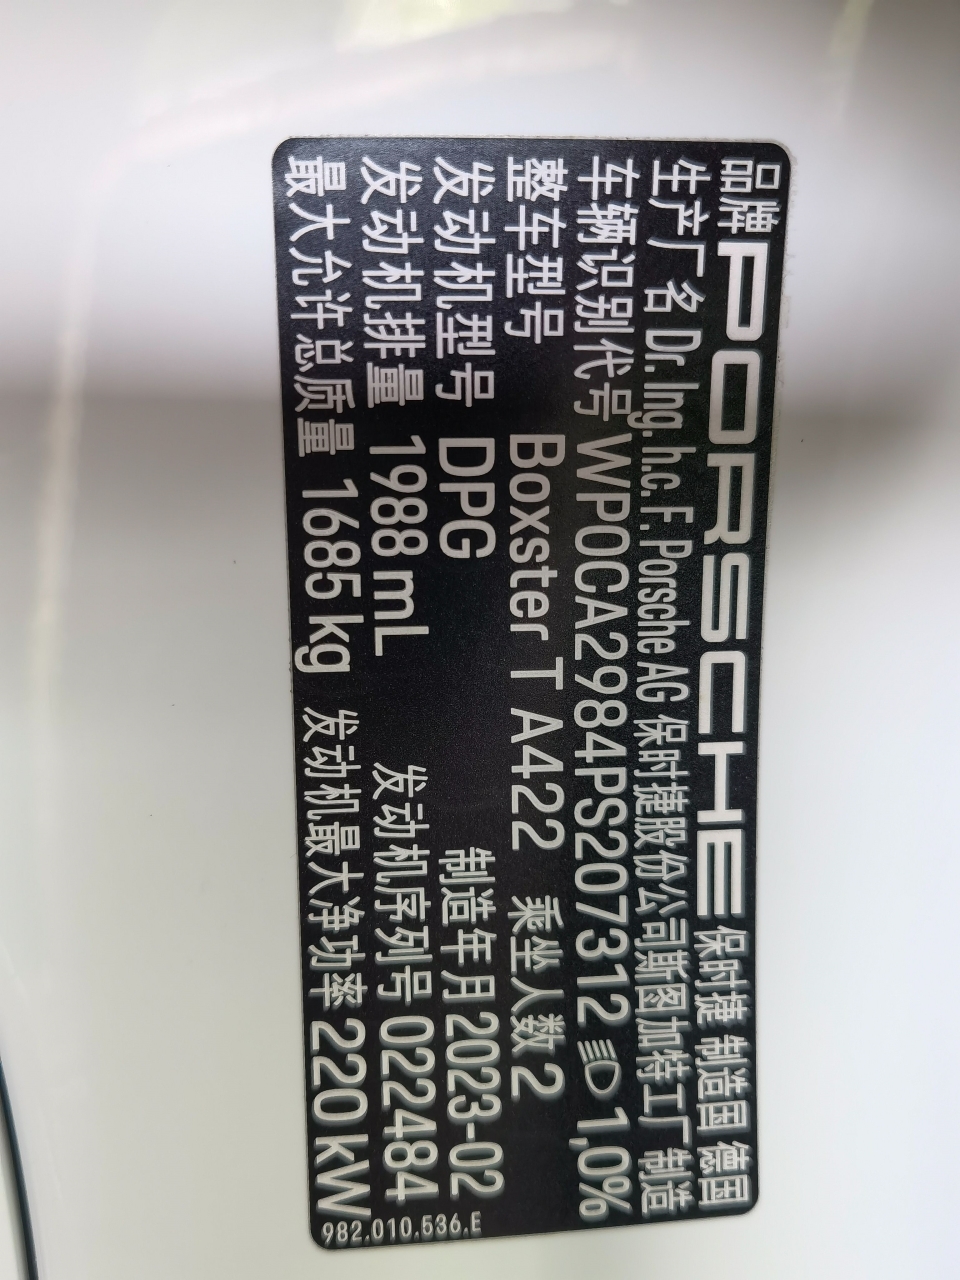 品牌 PORSCHE 保时捷 制造国 德国
生产厂名 Dr. Ing. h.c. F. Porsche AG 保时捷股份公司斯图加特工厂制造
车辆识别代号 WP0CA2984PS207312 1,0%
整车型号 Boxster T A422 乘坐人数 2
发动机型号 DPG 制造年月 2023-02
发动机排量 1988 mL 发动机序列号 022484
最大允许总质量 1685 kg 发动机最大净功率 220 kW
982.010.536.E